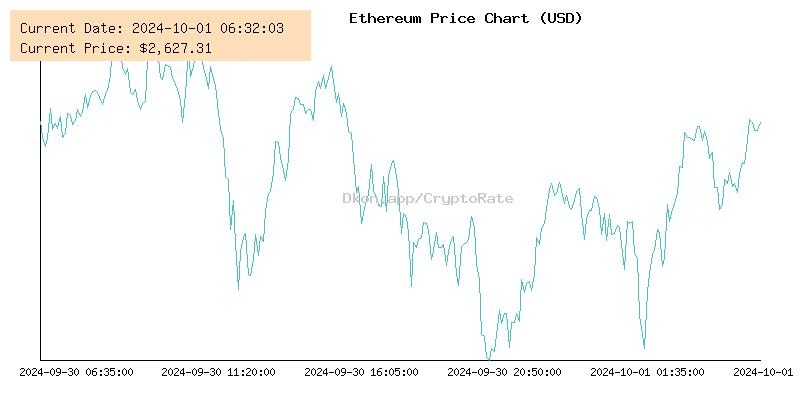 Ethereum Price Chart (USD)
Current Date: 2024-10-01 06:32:03
Current Price: $2,627.31
Dkon.app/CryptoRate
2024-09-30 06:35:00 2024-09-30 11:20:00 2024-09-30 16:05:00 2024-09-30 20:50:00 2024-10-01 01:35:00 2024-10-01